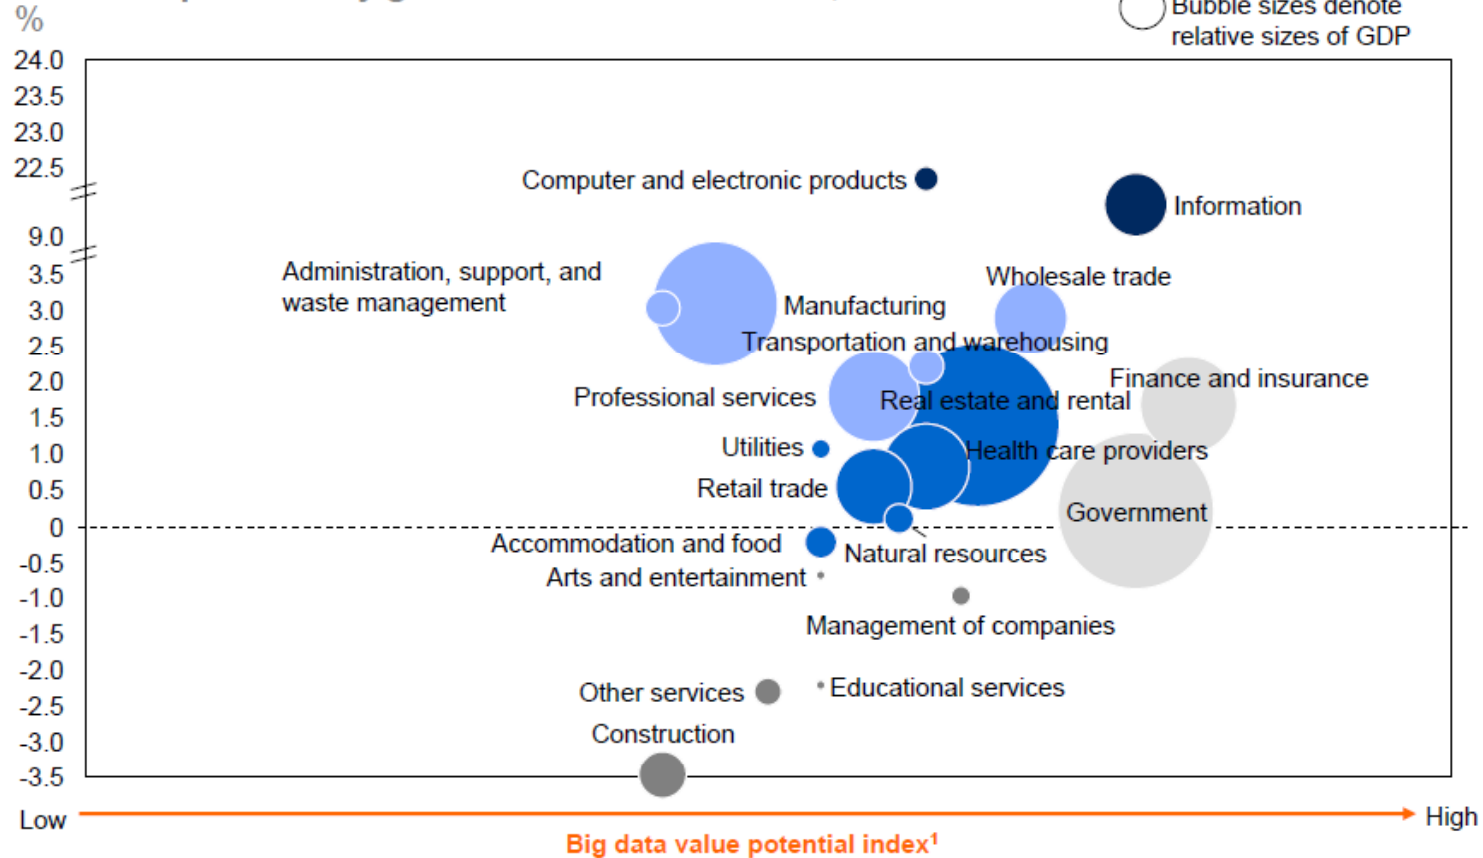 %
Bubble sizes denote
relative sizes of GDP
24.0
23.5
23.0
22.5
9.0
3.5
3.0
2.5
2.0
1.5
1.0
0.5
0
-0.5
-1.0
-1.5
-2.0
-2.5
-3.0
-3.5
Computer and electronic products
Information
Administration, support, and
waste management
Wholesale trade
Manufacturing
Transportation and warehousing
Finance and insurance
Professional services
Real estate and rental
Utilities
Health care providers
Retail trade
Government
Accommodation and food
Natural resources
Arts and entertainment
Management of companies
Other services
Educational services
Construction
Low
High
Big data value potential index¹